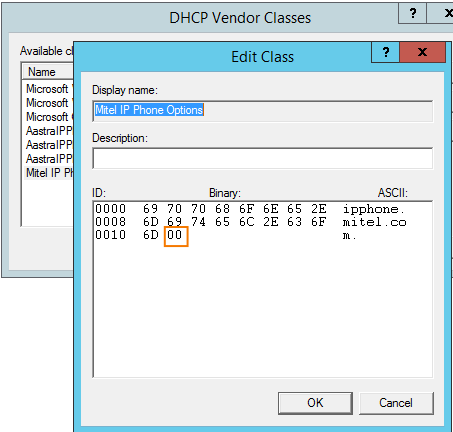 DHCP Vendor Classes
?
x
Available cl
Name
Microsoft
Microsoft
Microsoft
AastraIPP
AastraIPP
AastraIPP
Mitel IP Ph
Edit Class
?
x
Display name:
Mitel IP Phone Options
Description:
ID: Binary: ASCII:
0000 69 70 70 68 6F 6E 65 2E ipphone.
0008 6D 69 74 65 6C 2E 63 6F mitel.co
0010 6D 00 m.
OK
Cancel